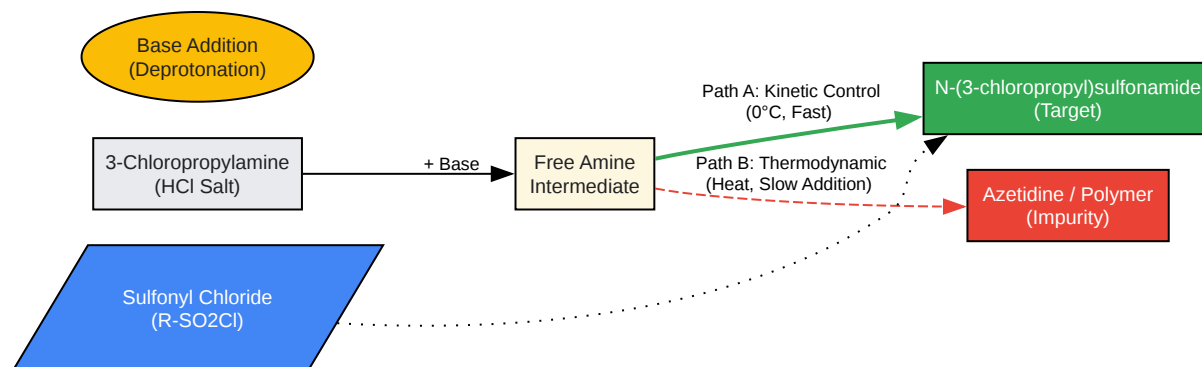 Base Addition
(Deprotonation)
3-Chloropropylamine
(HCl Salt)
+ Base
Free Amine
Intermediate
Path A: Kinetic Control
(0°C, Fast)
Path B: Thermodynamic
(Heat, Slow Addition)
N-(3-chloropropyl)sulfonamide
(Target)
Azetidine / Polymer
(Impurity)
Sulfonyl Chloride
(R-SO2Cl)